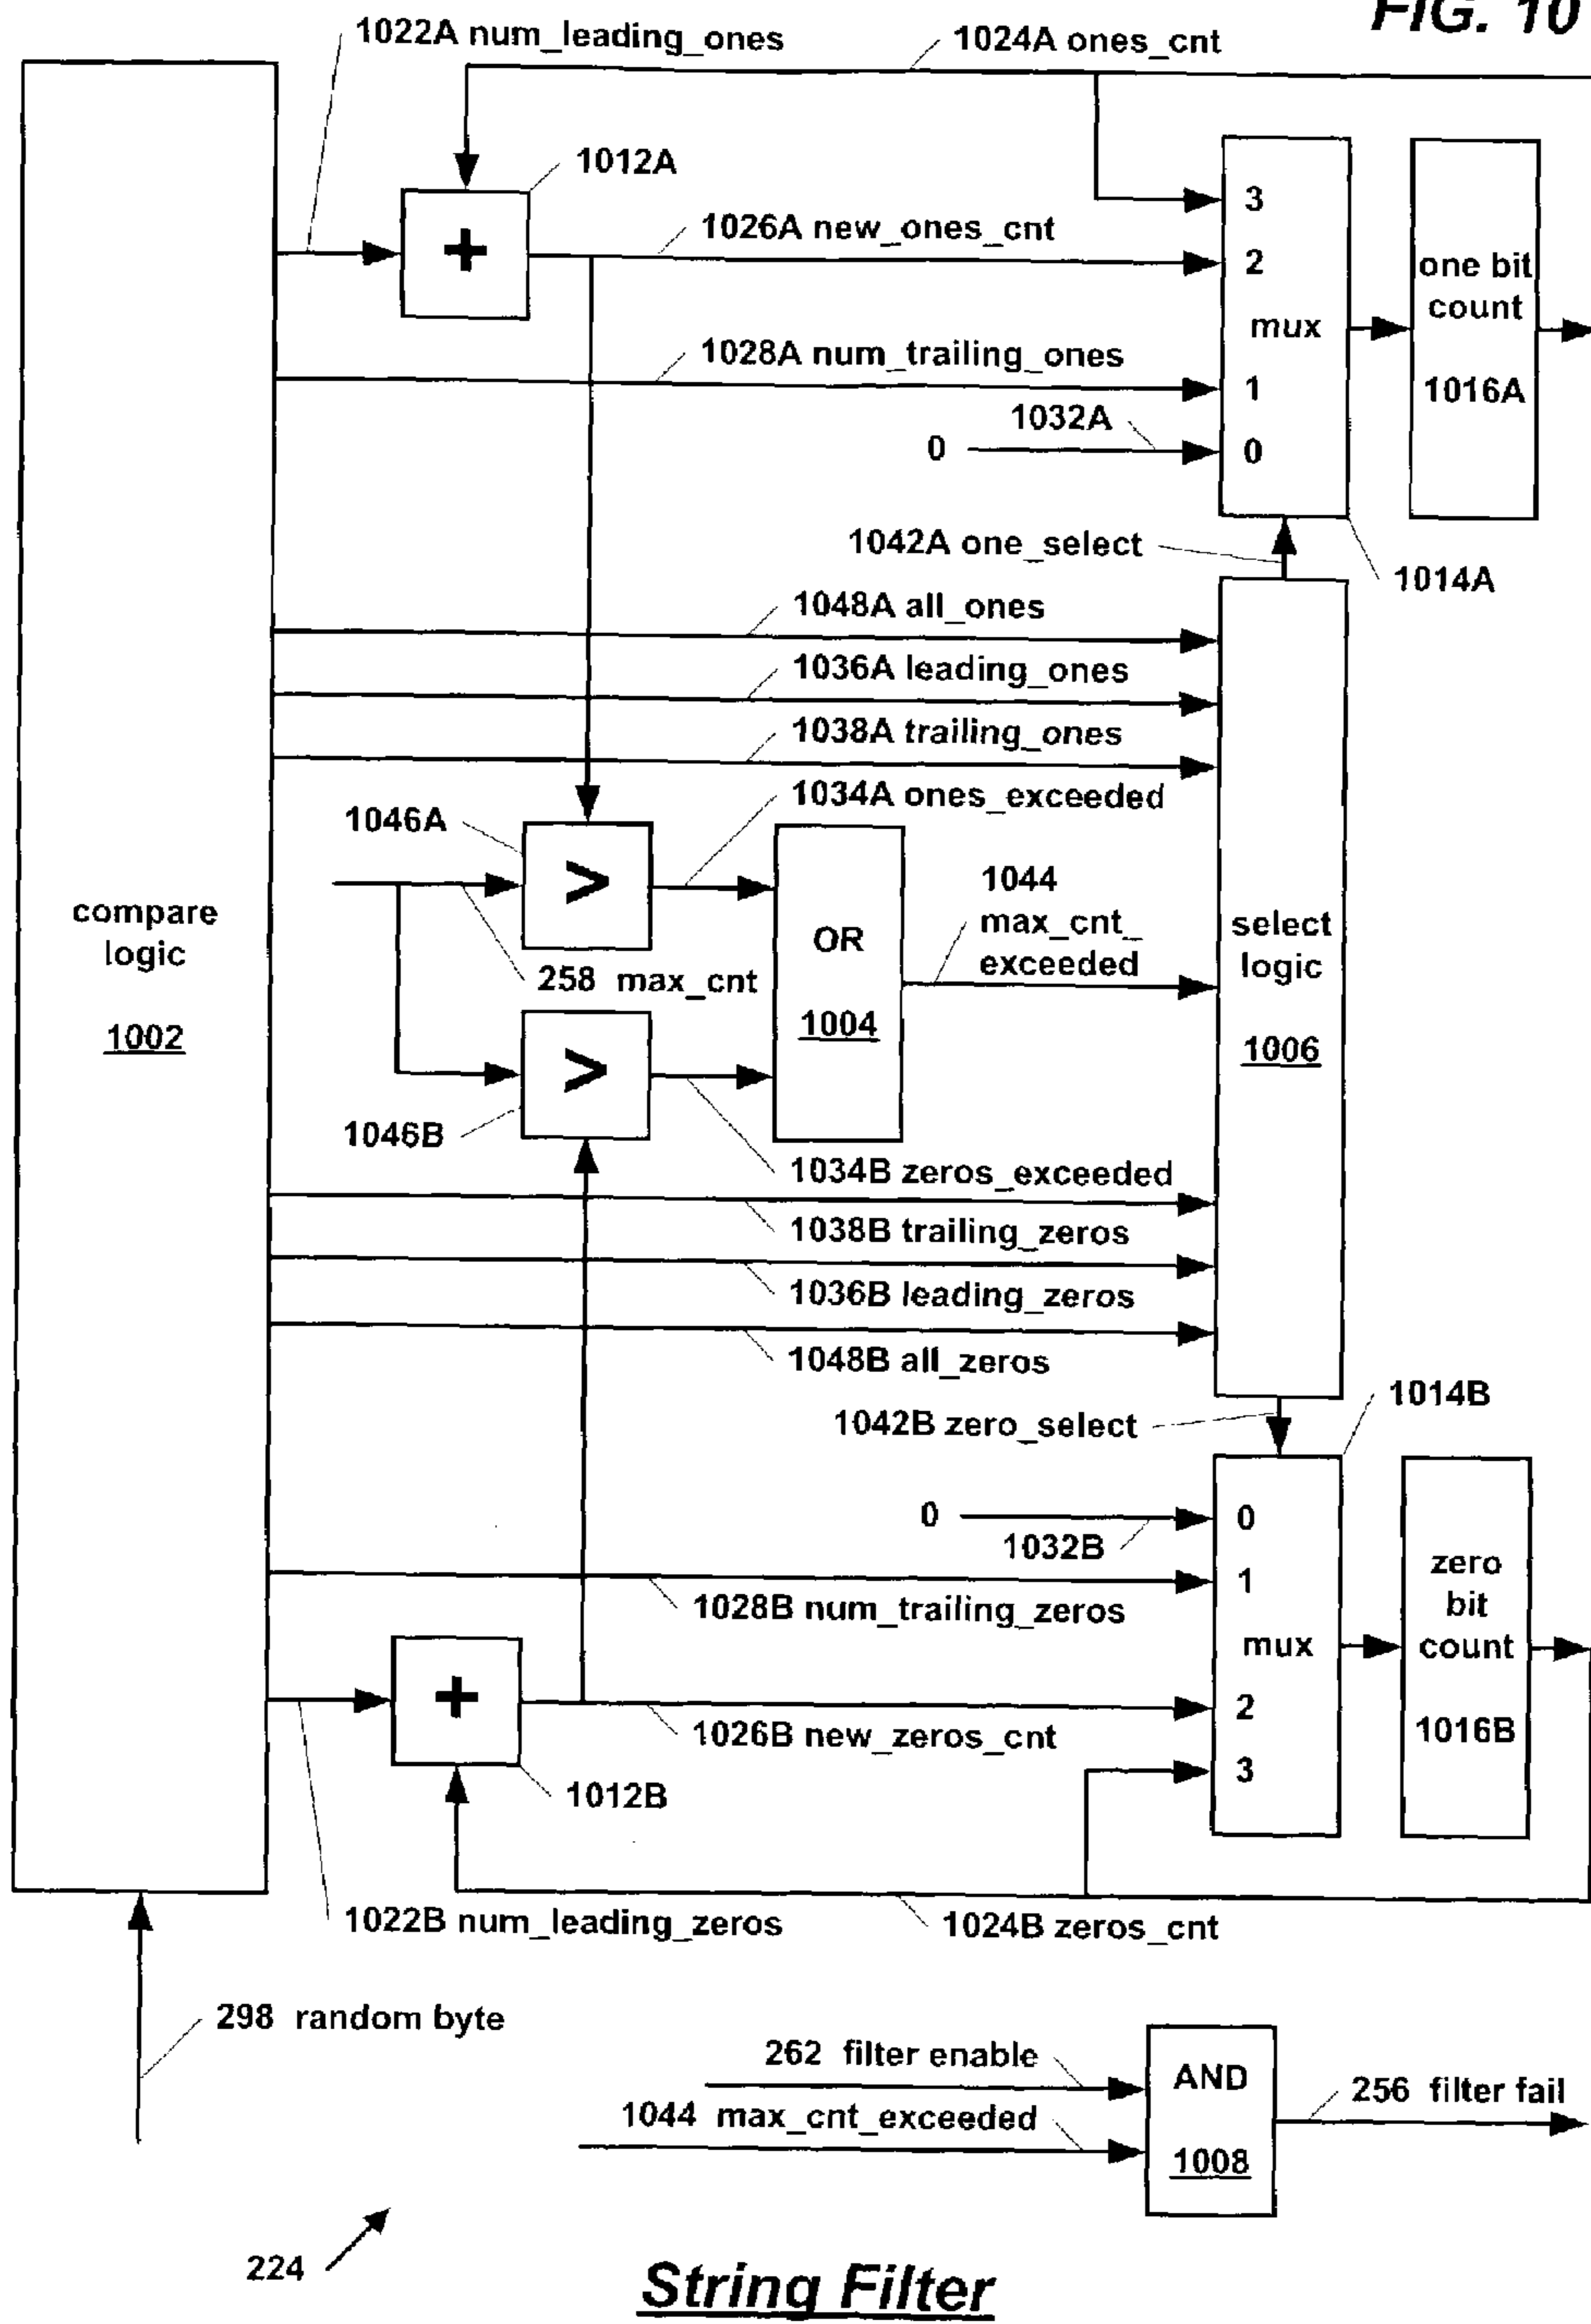 FIG. 10
1022A num_leading_ones
1024A ones_cnt
1012A
+
1026A new_ones_cnt
3
2
mux
1
0
one bit
count
1016A
1028A num_trailing_ones
1032A
0
1042A one_select
1014A
1048A all_ones
1036A leading_ones
1038A trailing_ones
1034A ones_exceeded
1046A
>
258 max_cnt
compare
logic
1002
OR
1004
1044
max_cnt_
exceeded
select
logic
1006
>
1046B
1034B zeros_exceeded
1038B trailing_zeros
1036B leading_zeros
1048B all_zeros
1014B
1042B zero_select
0
1032B
0
1
mux
2
3
zero
bit
count
1016B
1028B num_trailing_zeros
+
1026B new_zeros_cnt
1012B
1022B num_leading_zeros
1024B zeros_cnt
298 random byte
262 filter enable
1044 max_cnt_exceeded
AND
1008
256 filter fail
224
String Filter